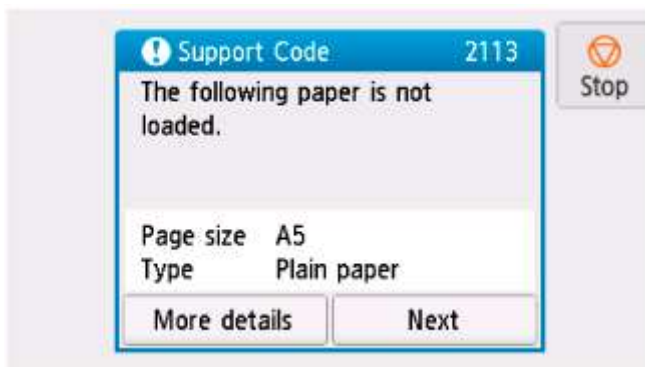 Support Code 2113
Stop
The following paper is not
loaded.
Page size A5
Type Plain paper
More details Next